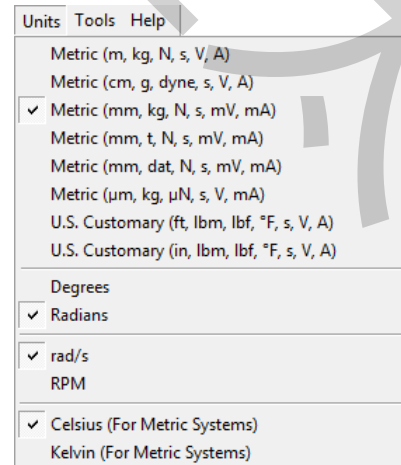 Units Tools Help
Metric (m, kg, N, s, V, A)
Metric (cm, g, dyne, s, V, A)
Metric (mm, kg, N, s, mV, mA)
Metric (mm, t, N, s, mV, mA)
Metric (mm, dat, N, s, mV, mA)
Metric (µm, kg, µN, s, V, mA)
U.S. Customary (ft, lbm, lbf, °F, s, V, A)
U.S. Customary (in, lbm, lbf, °F, s, V, A)
Degrees
Radians
rad/s
RPM
Celsius (For Metric Systems)
Kelvin (For Metric Systems)